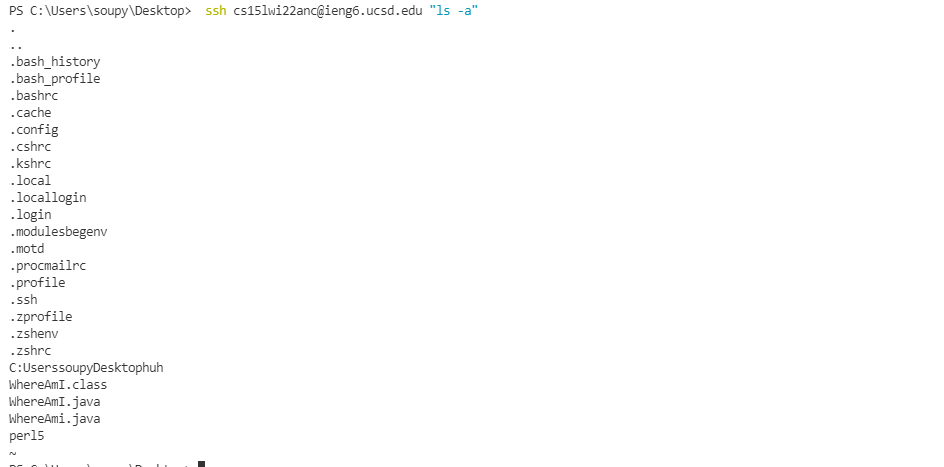 PS C:\Users\soupy\Desktop> ssh cs15lwi22anc@ieng6.ucsd.edu "ls -a"
.
..
.bash_history
.bash_profile
.bashrc
.cache
.config
.cshrc
.kshrc
.local
.locallogin
.login
.modulesbegenv
.motd
.procmailrc
.profile
.ssh
.zprofile
.zshenv
.zshrc
C:UserssoupyDesktophuh
WhereAmI.class
WhereAmI.java
WhereAmi.java
perl5
~
PS C:\Users\soupy\Desktop>